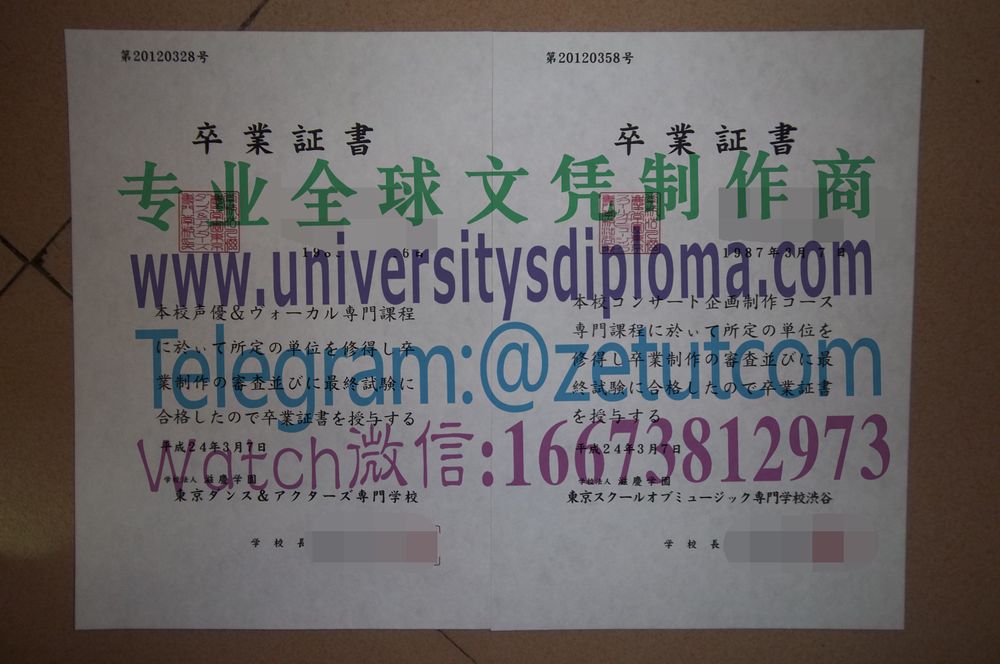 第20120328号
卒業証書
本校声優&ヴォーカル専門課程
に於いて所定の単位を修得し卒
業制作の審査並びに最終試験に
合格したので卒業証書を授与する
平成24年3月7日
学校法人 滋慶学園
東京ダンス&アクターズ専門学校
学校長
第20120358号
卒業証書
1987年3月7日
本校コンサート企画制作コース
専門課程に於いて所定の単位を
修得し卒業制作の審査並びに最
終試験に合格したので卒業証書
を授与する
平成24年3月7日
学校法人 滋慶学園
東京スクールオブミュージック専門学校渋谷
学校長
专业全球文凭制作商
www.universitysdiploma.com
Telegram:@zetutcom
Watch微信:16673812973